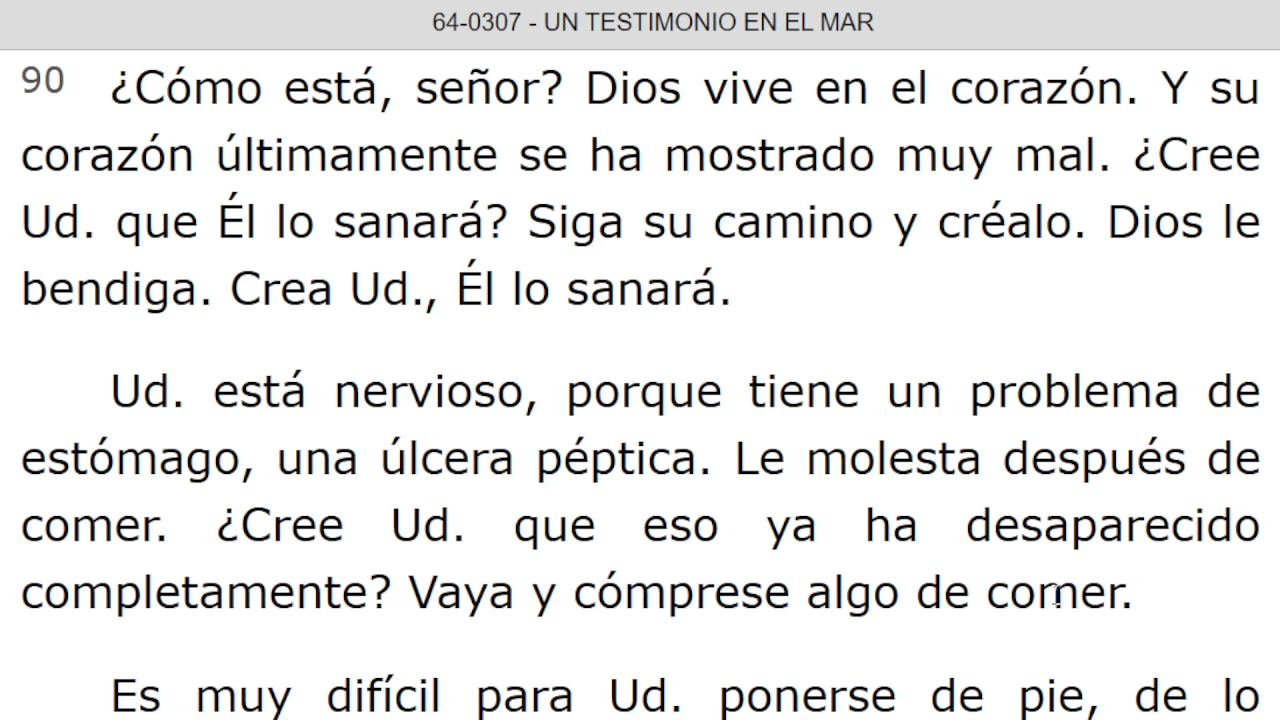 64-0307 - UN TESTIMONIO EN EL MAR
90 ¿Cómo está, señor? Dios vive en el corazón. Y su
corazón últimamente se ha mostrado muy mal. ¿Cree
Ud. que Él lo sanará? Siga su camino y créalo. Dios le
bendiga. Crea Ud., Él lo sanará.
Ud. está nervioso, porque tiene un problema de
estómago, una úlcera péptica. Le molesta después de
comer. ¿Cree Ud. que eso ya ha desaparecido
completamente? Vaya y cómprese algo de comer.
Es muy difícil para Ud. ponerse de pie, de lo